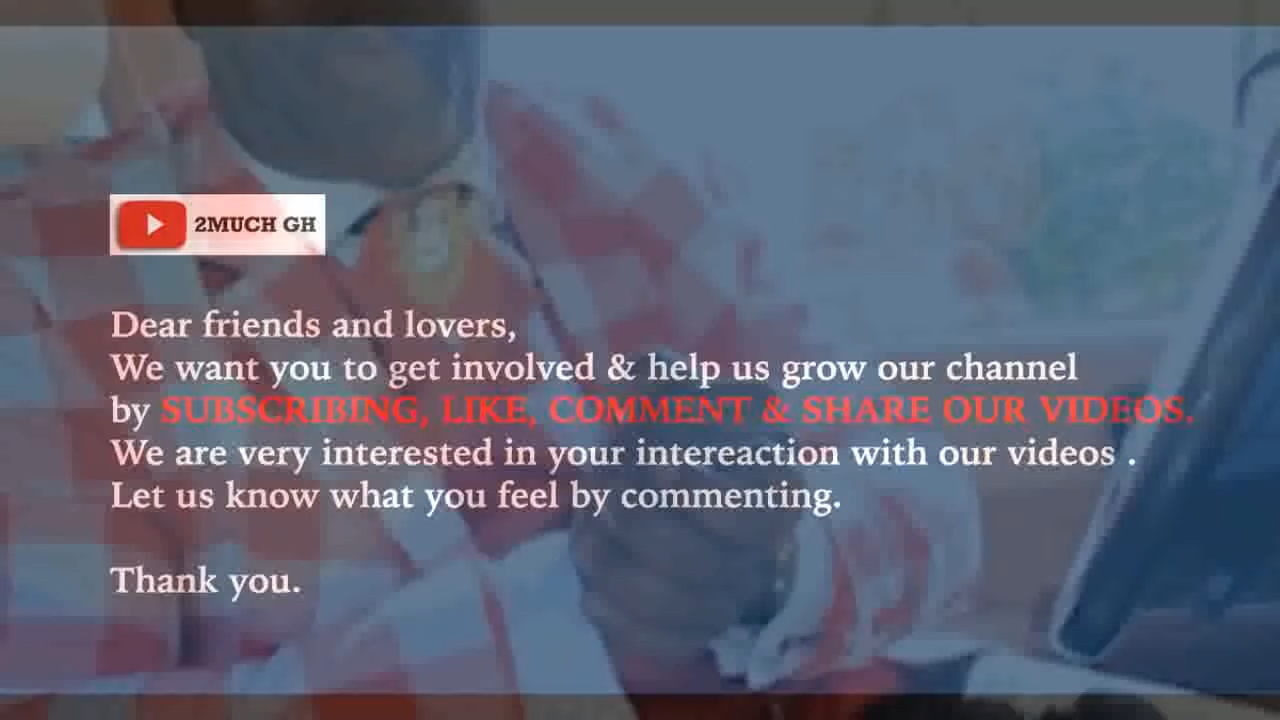 2MUCH GH
Dear friends and lovers,
We want you to get involved & help us grow our channel
by SUBSCRIBING, LIKE, COMMENT & SHARE OUR VIDEOS.
We are very interested in your intereaction with our videos .
Let us know what you feel by commenting.
Thank you.